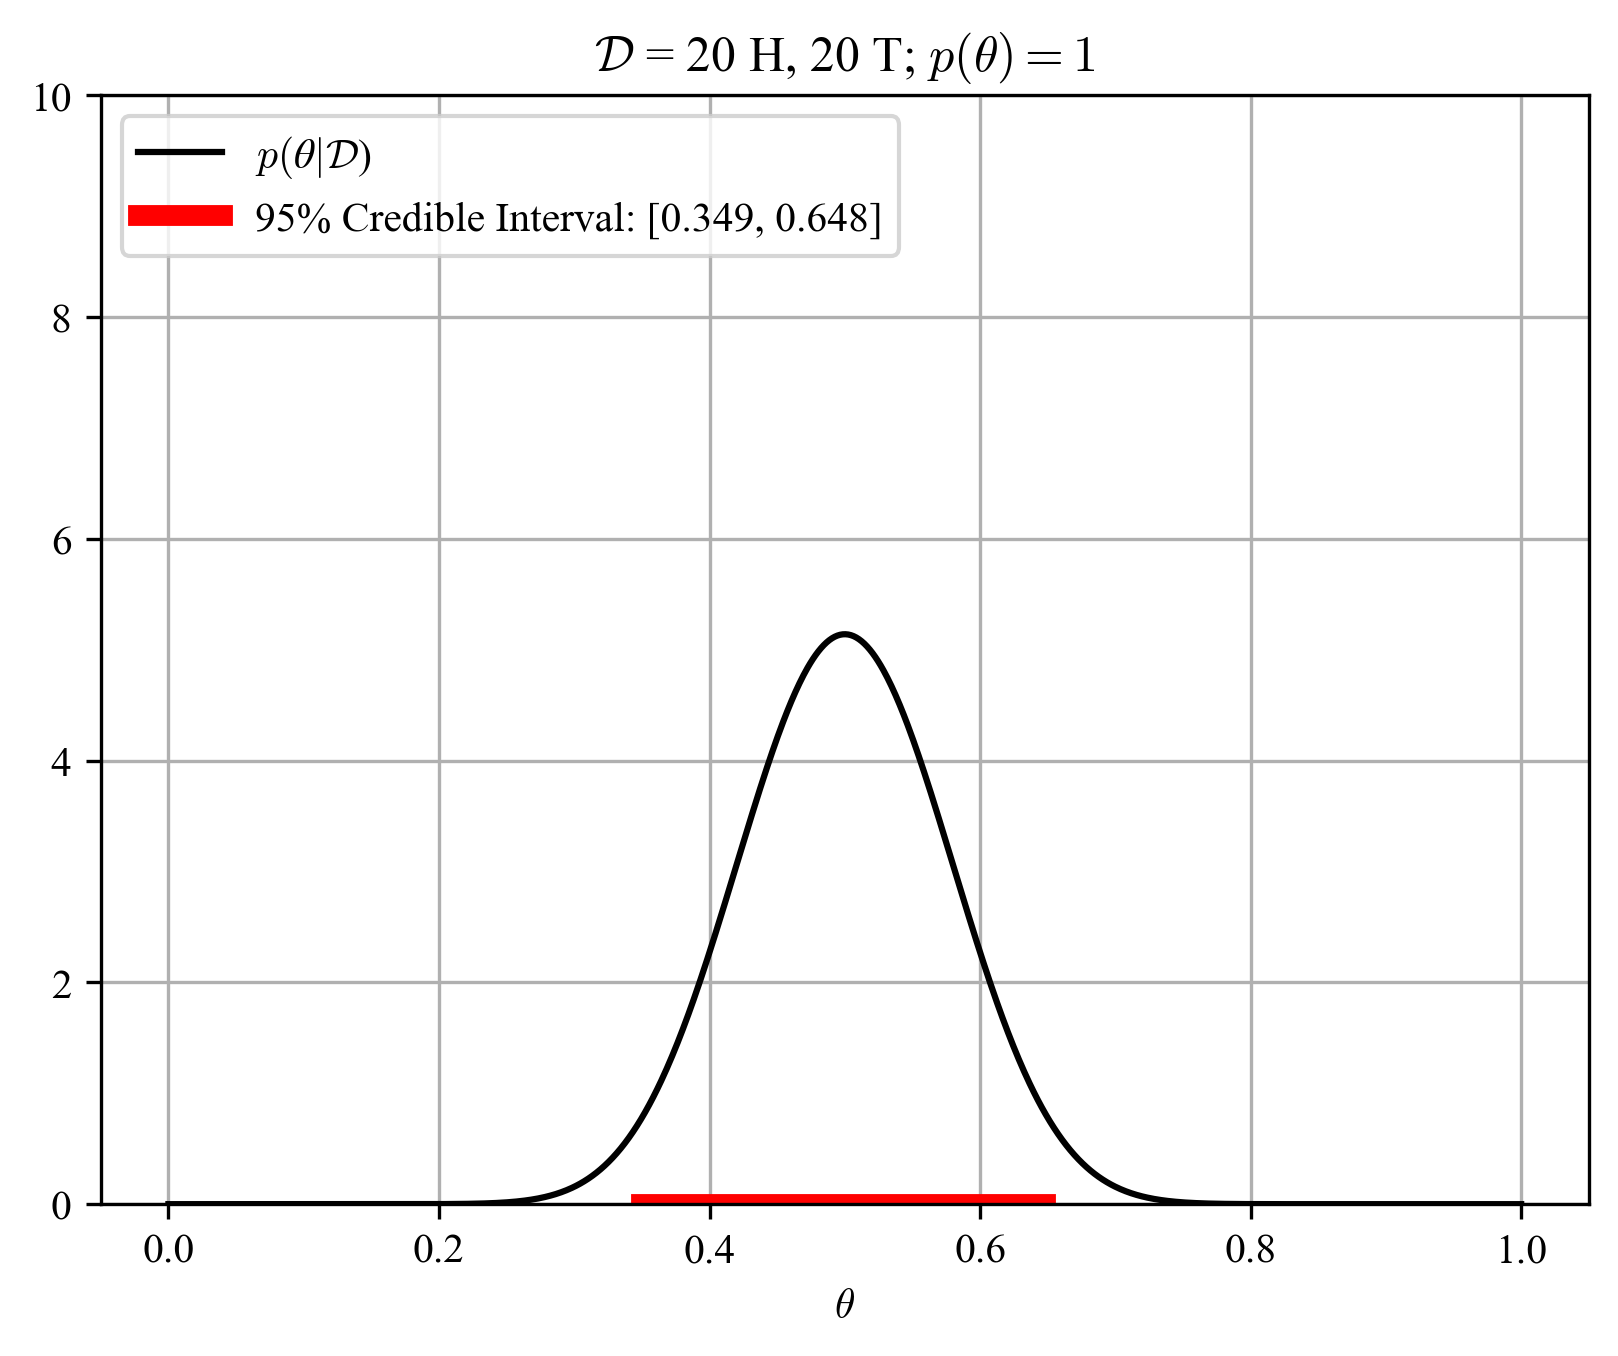 𝒟 = 20 H, 20 T; p(θ) = 1
p(θ|𝒟)
95% Credible Interval: [0.349, 0.648]
10
8
6
4
2
0
0.0 0.2 0.4 0.6 0.8 1.0
θ